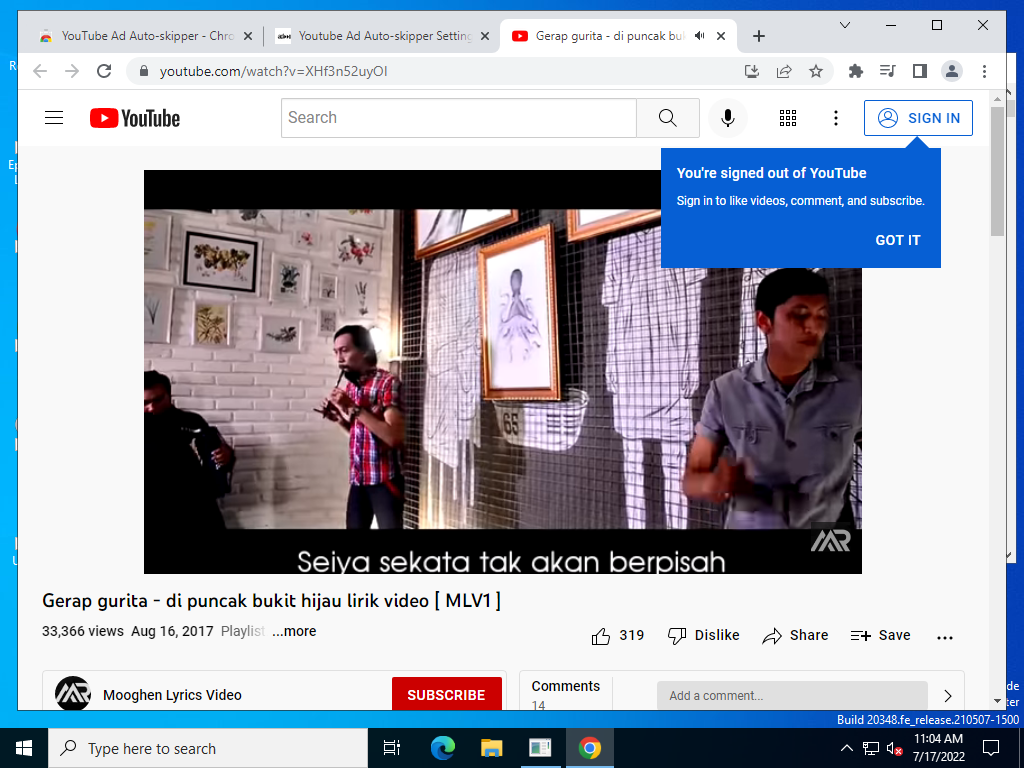 YouTube Ad Auto-skipper - Chro
Youtube Ad Auto-skipper Setting
Gerap gurita - di puncak buki
youtube.com/watch?v=XHf3n52uyOI
YouTube
Search
SIGN IN
You're signed out of YouTube
Sign in to like videos, comment, and subscribe.
GOT IT
65
MR
Seiya sekata tak akan berpisah
Gerap gurita - di puncak bukit hijau lirik video [ MLV1 ]
33,366 views Aug 16, 2017 Playlist ...more
319 Dislike Share Save
Mooghen Lyrics Video
SUBSCRIBE
Comments
14
Add a comment...
Build 20348.fe_release.210507-1500
Type here to search
11:04 AM
7/17/2022